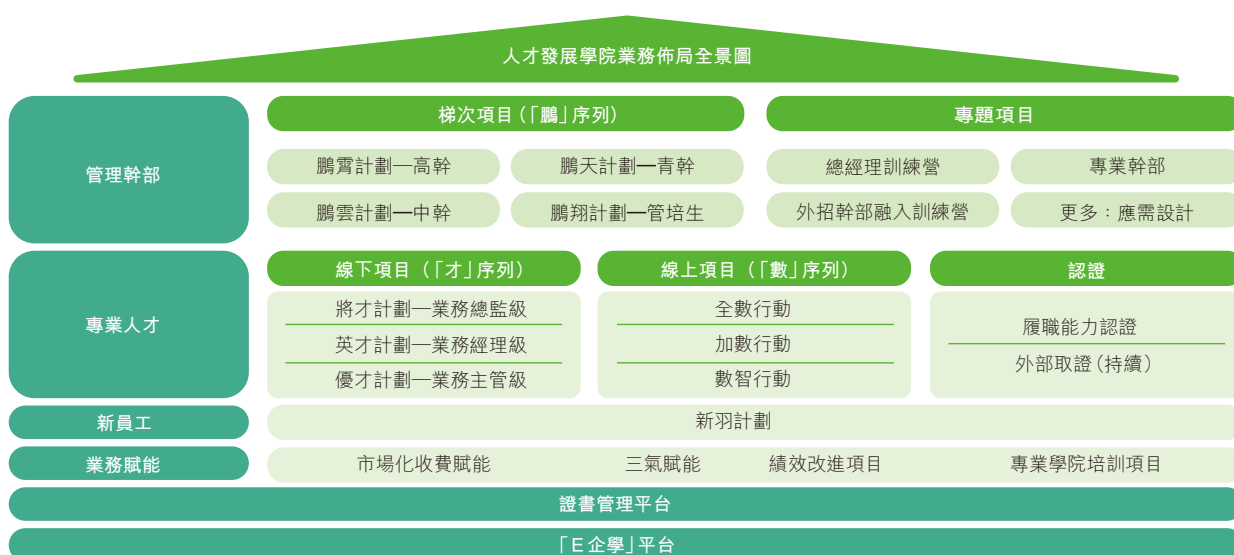 人才發展學院業務佈局全景圖
管理幹部
梯次項目(「鵬」序列)
專題項目
鵬霄計劃—高幹
鵬天計劃—青幹
總經理訓練營
專業幹部
鵬雲計劃—中幹
鵬翔計劃—管培生
外招幹部融入訓練營
更多：應需設計
專業人才
線下項目（「才」序列）
線上項目（「數」序列）
認證
將才計劃—業務總監級
英才計劃—業務經理級
優才計劃—業務主管級
全數行動
加數行動
數智行動
履職能力認證
外部取證(持續)
新員工
新羽計劃
業務賦能
市場化收費賦能
三氣賦能
績效改進項目
專業學院培訓項目
證書管理平台
「E企學」平台